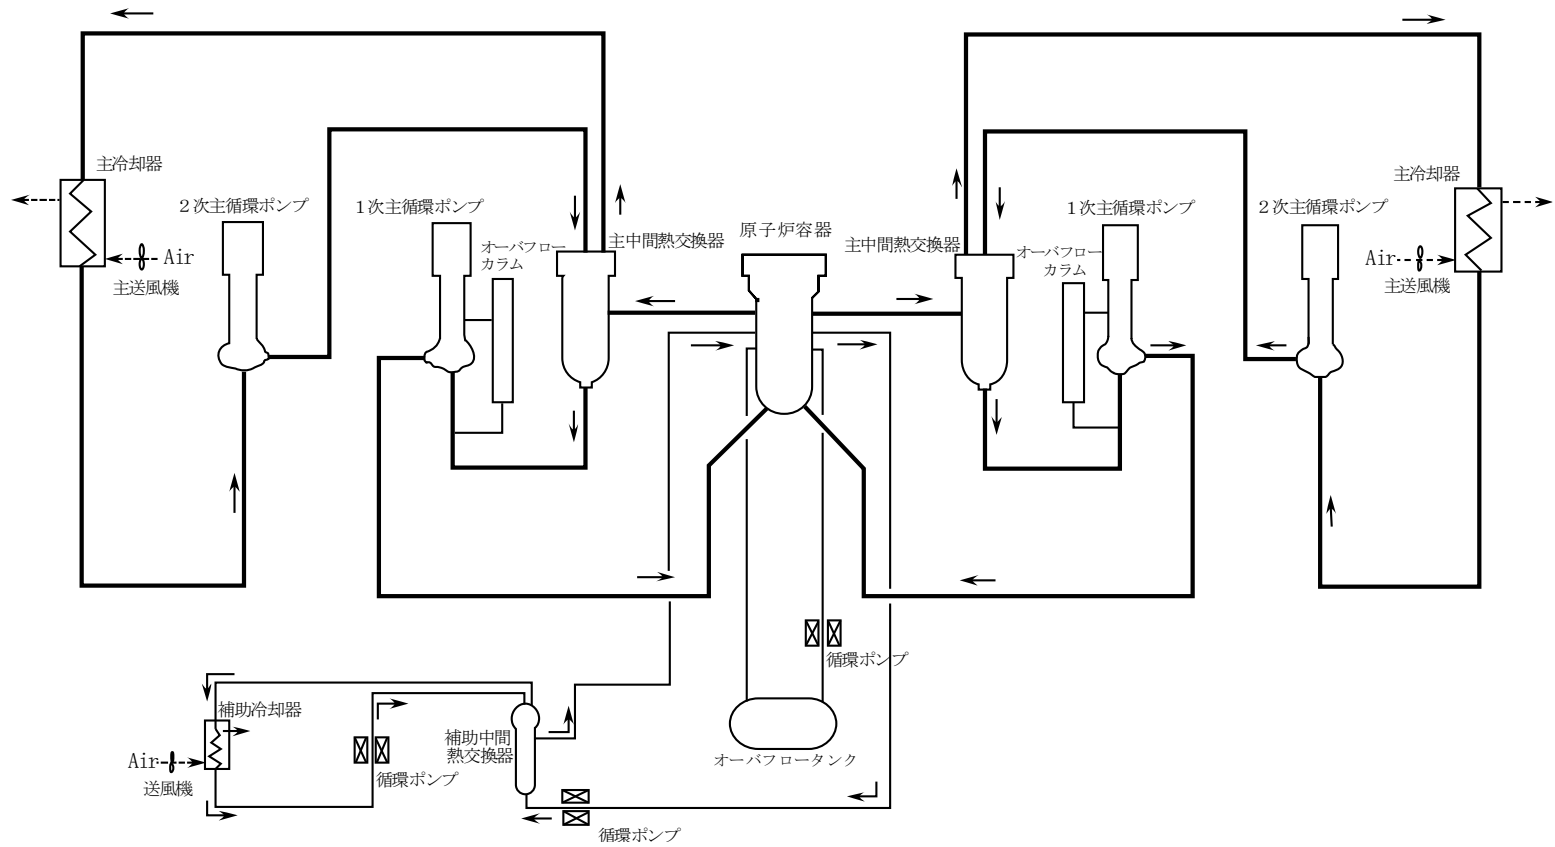 主冷却器
２次主循環ポンプ
１次主循環ポンプ
オーバフロー
カラム
主中間熱交換器
原子炉容器
主中間熱交換器
オーバフロー
カラム
１次主循環ポンプ
２次主循環ポンプ
主冷却器
Air
主送風機
Air
主送風機
循環ポンプ
補助冷却器
補助中間
熱交換器
Air
送風機
循環ポンプ
オーバフロータンク
循環ポンプ